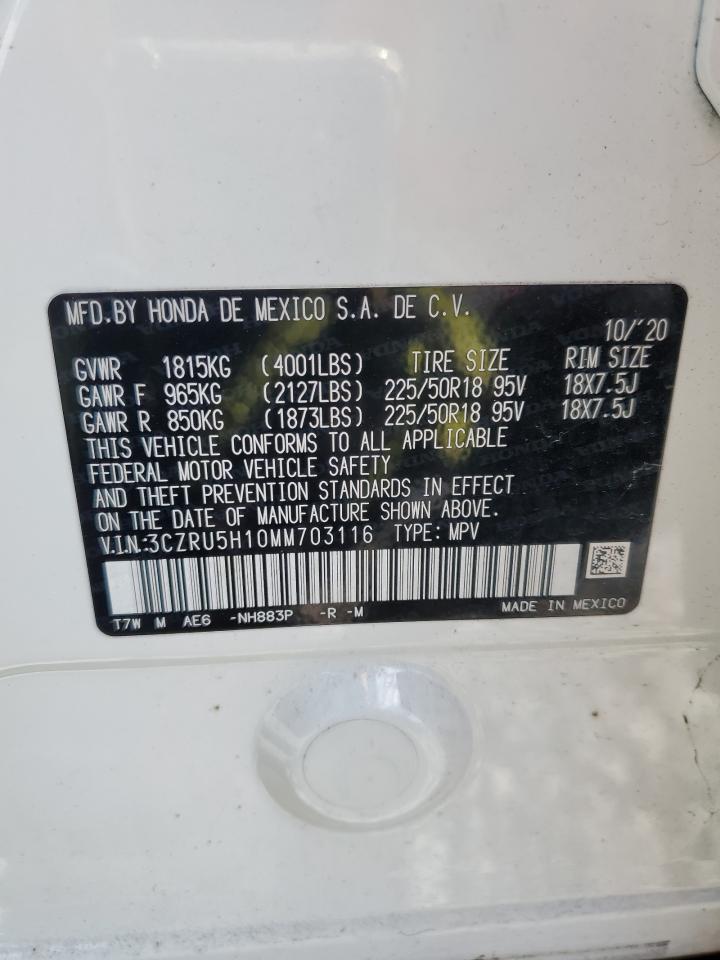 MFD.BY HONDA DE MEXICO S.A. DE C.V.
10/'20
GVWR 1815KG (4001LBS) TIRE SIZE RIM SIZE
GAWR F 965KG (2127LBS) 225/50R18 95V 18X7.5J
GAWR R 850KG (1873LBS) 225/50R18 95V 18X7.5J
THIS VEHICLE CONFORMS TO ALL APPLICABLE
FEDERAL MOTOR VEHICLE SAFETY
AND THEFT PREVENTION STANDARDS IN EFFECT
ON THE DATE OF MANUFACTURE SHOWN ABOVE.
V.I.N:3CZRU5H10MM703116 TYPE: MPV
T7W M AE6 -NH883P -R -M MADE IN MEXICO